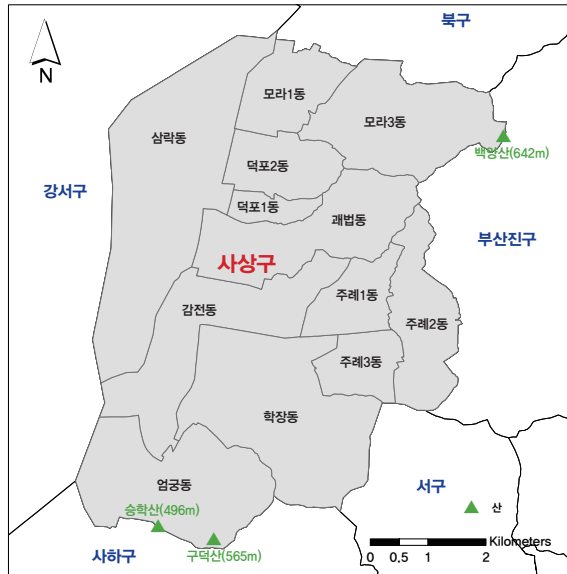 북구
N
모라1동
모라3동
삼락동
백양산(642m)
덕포2동
강서구
덕포1동
괘법동
부산진구
사상구
주례1동
감전동
주례2동
주례3동
학장동
엄궁동
서구
승학산(496m)
산
사하구
구덕산(565m)
Kilometers
0 0,5 1 2